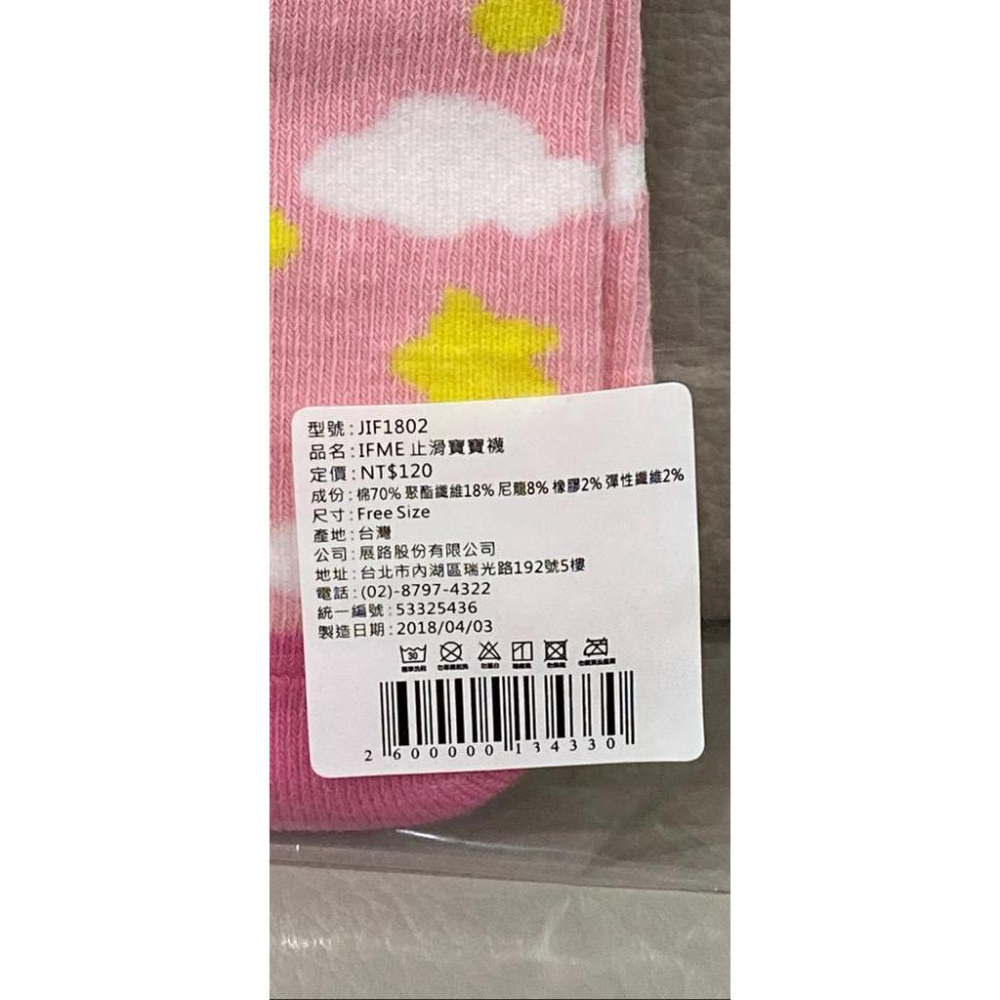 型號:JIF1802
品名:IFME 止滑寶寶襪
定價:NT$120
成份:棉70% 聚酯纖維18% 尼龍8% 橡膠2% 彈性纖維2%
尺寸:Free Size
產地:台灣
公司:展路股份有限公司
地址:台北市內湖區瑞光路192號5樓
電話:(02)-8797-4322
統一編號:53325436
製造日期:2018/04/03
30
2 600000 134330